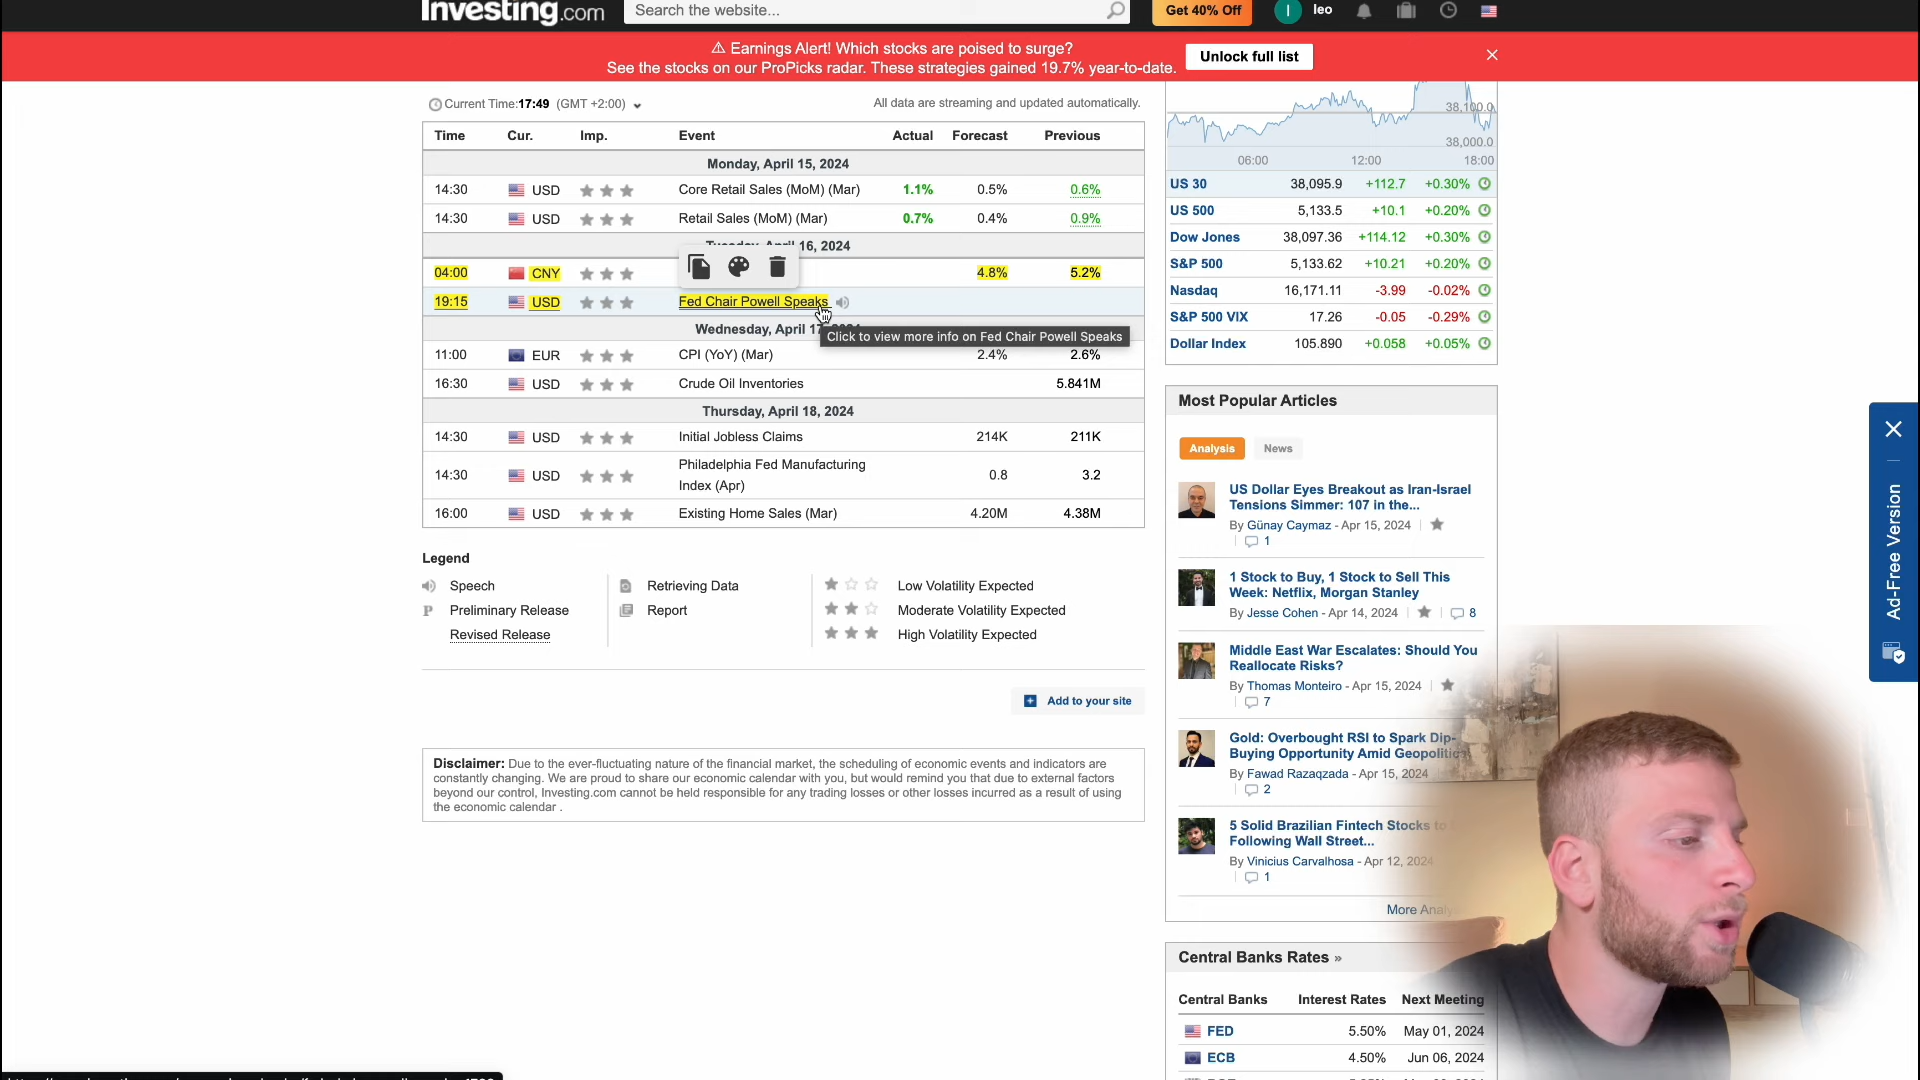 Investing.com
Search the website...
Get 40% Off
I
leo
⚠ Earnings Alert! Which stocks are poised to surge?
See the stocks on our ProPicks radar. These strategies gained 19.7% year-to-date.
Unlock full list
Current Time:17:49 (GMT +2:00)
All data are streaming and updated automatically.
Time Cur. Imp. Event Actual Forecast Previous
Monday, April 15, 2024
14:30 USD Core Retail Sales (MoM) (Mar) 1.1% 0.5% 0.6%
14:30 USD Retail Sales (MoM) (Mar) 0.7% 0.4% 0.9%
16, 2024
04:00 CNY 4.8% 5.2%
19:15 USD Fed Chair Powell Speaks
Wednesday, April 17
Click to view more info on Fed Chair Powell Speaks
11:00 EUR CPI (YoY) (Mar) 2.4% 2.6%
16:30 USD Crude Oil Inventories 5.841M
Thursday, April 18, 2024
14:30 USD Initial Jobless Claims 214K 211K
14:30 USD Philadelphia Fed Manufacturing Index (Apr) 0.8 3.2
16:00 USD Existing Home Sales (Mar) 4.20M 4.38M
Legend
Speech
Retrieving Data
Low Volatility Expected
P Preliminary Release
Report
Moderate Volatility Expected
Revised Release
High Volatility Expected
Add to your site
Disclaimer: Due to the ever-fluctuating nature of the financial market, the scheduling of economic events and indicators are
constantly changing. We are proud to share our economic calendar with you, but would remind you that due to external factors
beyond our control, Investing.com cannot be held responsible for any trading losses or other losses incurred as a result of using
the economic calendar .
38,100.0
38,000.0
06:00 12:00 18:00
US 30 38,095.9 +112.7 +0.30%
US 500 5,133.5 +10.1 +0.20%
Dow Jones 38,097.36 +114.12 +0.30%
S&P 500 5,133.62 +10.21 +0.20%
Nasdaq 16,171.11 -3.99 -0.02%
S&P 500 VIX 17.26 -0.05 -0.29%
Dollar Index 105.890 +0.058 +0.05%
Most Popular Articles
Analysis News
US Dollar Eyes Breakout as Iran-Israel
Tensions Simmer: 107 in the...
By Günay Caymaz - Apr 15, 2024
1
1 Stock to Buy, 1 Stock to Sell This
Week: Netflix, Morgan Stanley
By Jesse Cohen - Apr 14, 2024 8
Middle East War Escalates: Should You
Reallocate Risks?
By Thomas Monteiro - Apr 15, 2024
7
Gold: Overbought RSI to Spark Dip-
Buying Opportunity Amid
By Fawad Razaqzada - Apr 15, 2024
2
5 Solid Brazilian Fintech Stocks to
Following Wall Street...
By Vinicius Carvalhosa - Apr 12, 2024
1
More
Central Banks Rates »
Central Banks Interest Rates Next Meeting
FED 5.50% May 01, 2024
ECB 4.50% Jun 06, 2024
Ad-Free Version